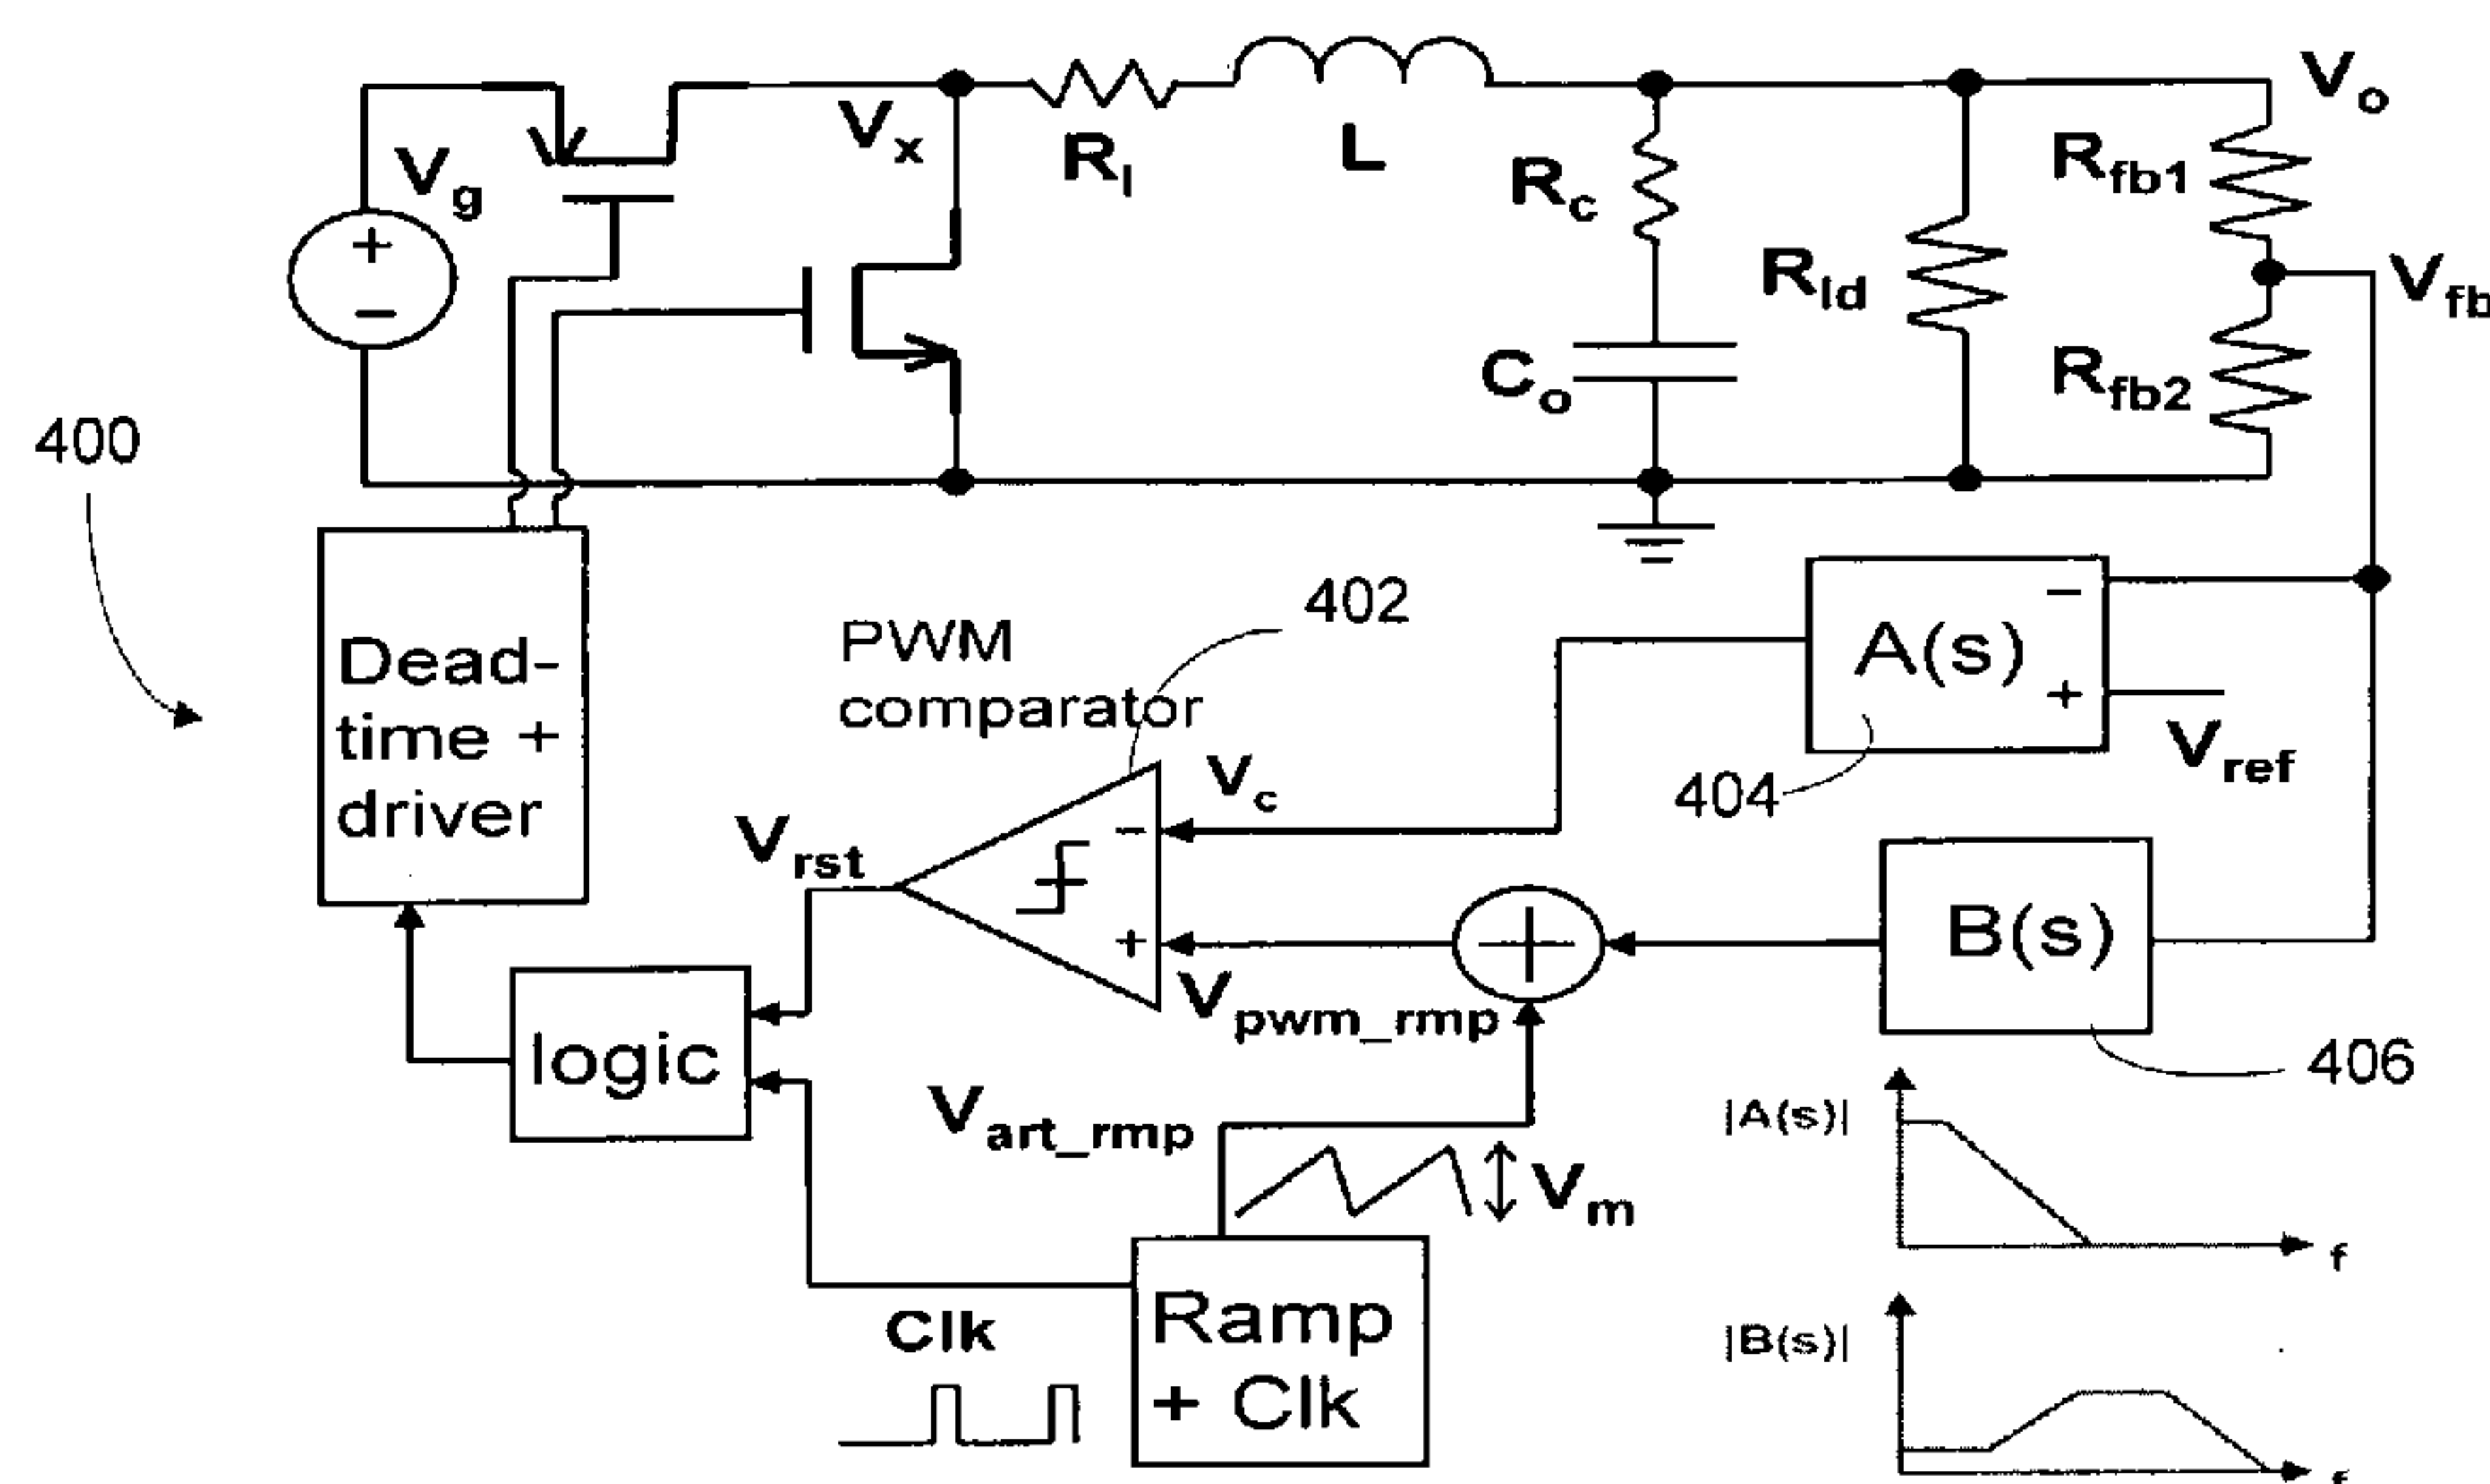 Vo
Vg
Vx
Rl
L
Rc
Rfb1
Rld
Vfb
Co
Rfb2
+
−
400
Dead-
time +
driver
PWM
comparator
402
A(s)
−
+
Vref
404
Vc
Vrst
−
+
B(s)
406
Vpwm_rmp
logic
Vart_rmp
Vm
Clk
Ramp
+ Clk
|A(s)|
f
|B(s)|
f